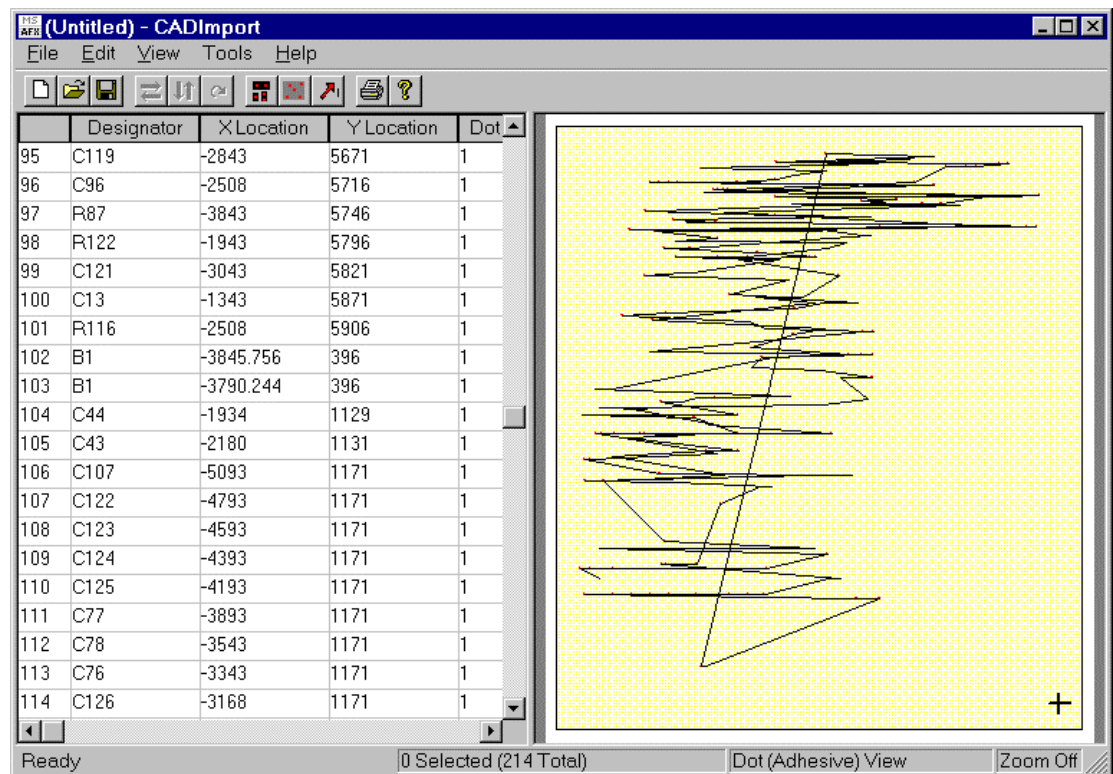 MS AFX (Untitled) - CADImport
File Edit View Tools Help
Designator X Location Y Location Dot
95 C119 -2843 5671 1
96 C96 -2508 5716 1
97 R87 -3843 5746 1
98 R122 -1943 5796 1
99 C121 -3043 5821 1
100 C13 -1343 5871 1
101 R116 -2508 5906 1
102 B1 -3845.756 396 1
103 B1 -3790.244 396 1
104 C44 -1934 1129 1
105 C43 -2180 1131 1
106 C107 -5093 1171 1
107 C122 -4793 1171 1
108 C123 -4593 1171 1
109 C124 -4393 1171 1
110 C125 -4193 1171 1
111 C77 -3893 1171 1
112 C78 -3543 1171 1
113 C76 -3343 1171 1
114 C126 -3168 1171 1
Ready 0 Selected (214 Total) Dot (Adhesive) View Zoom Off